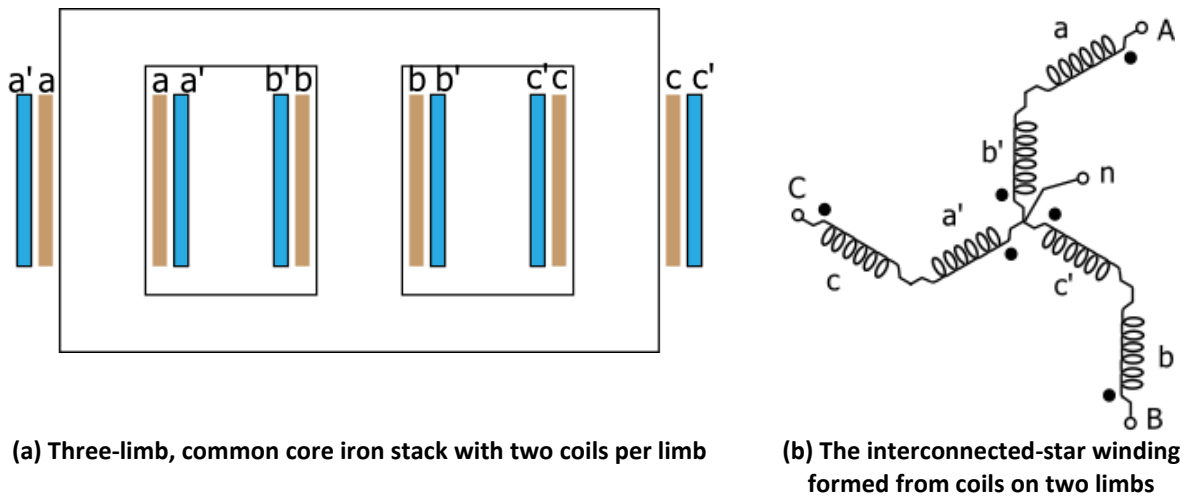 a' a a a' b' b b b' c' c c c'
a
A
b'
n
C
a'
c
c'
b
B
(a) Three-limb, common core iron stack with two coils per limb
(b) The interconnected-star winding
formed from coils on two limbs